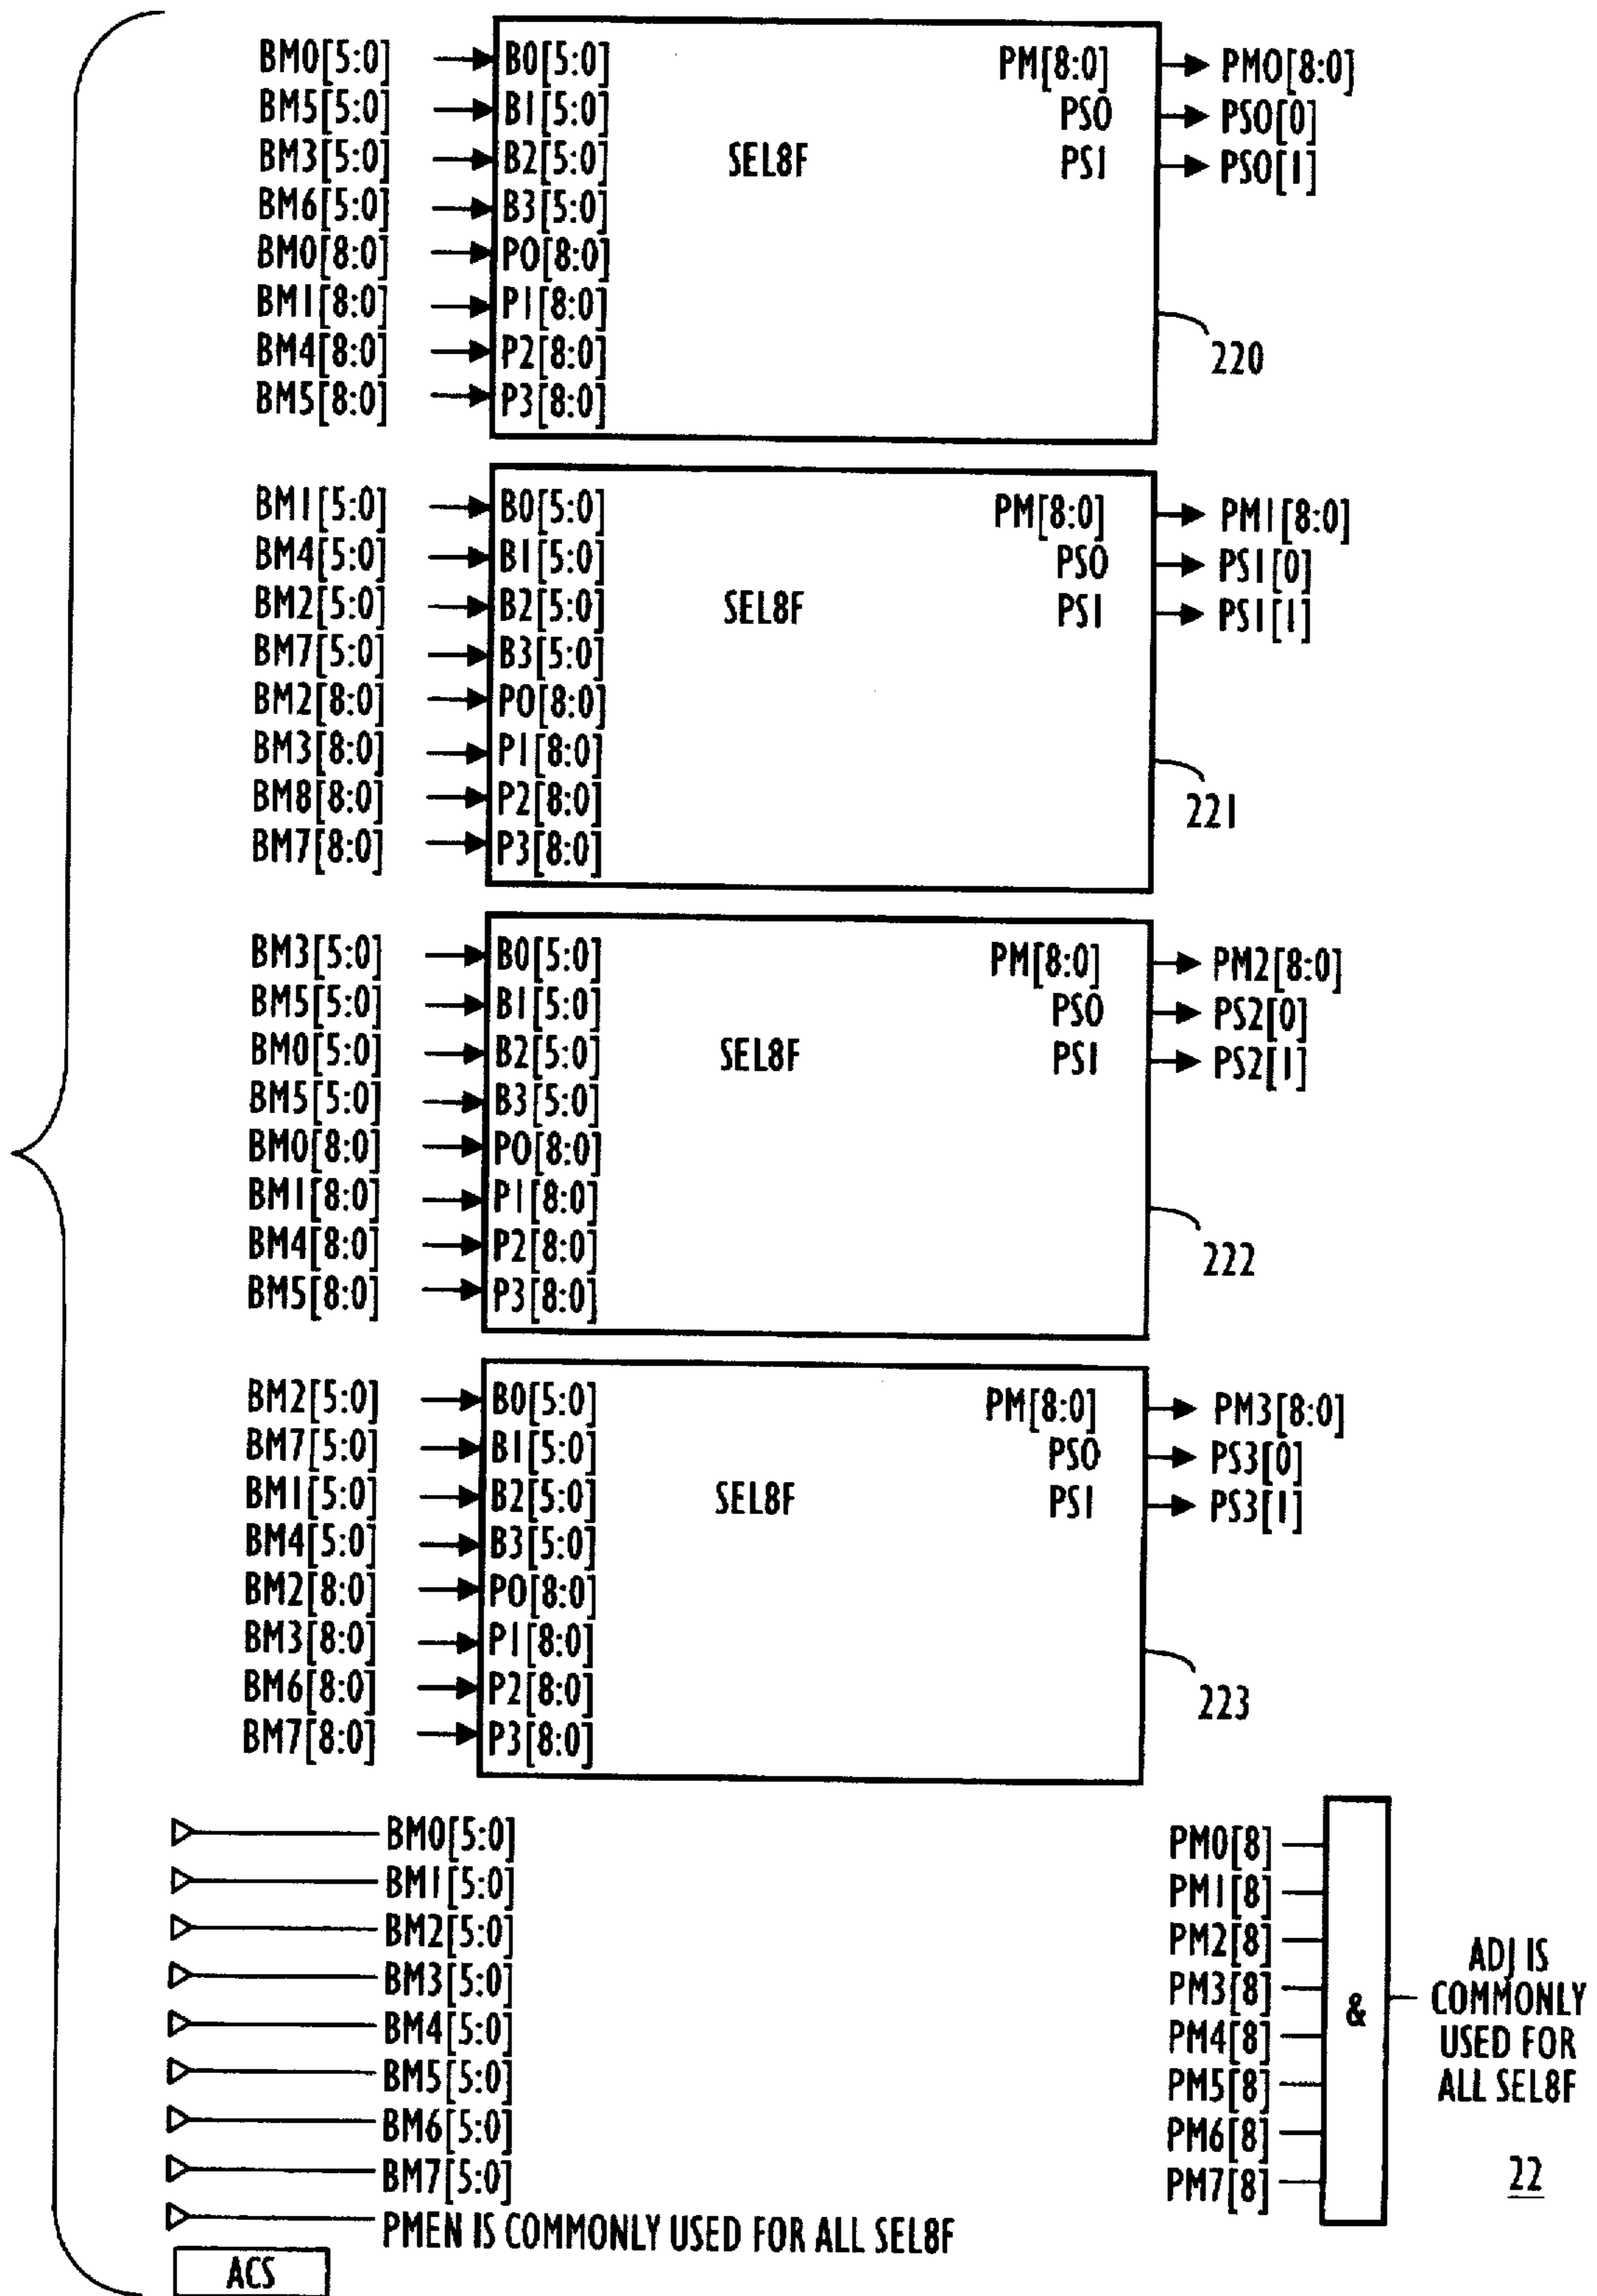 BM0[5:0] B0[5:0] PM[8:0] PM0[8:0]
BM5[5:0] B1[5:0] PS0 PS0[0]
BM3[5:0] B2[5:0] SEL8F PS1 PS0[1]
BM6[5:0] B3[5:0]
BM0[8:0] P0[8:0]
BM1[8:0] P1[8:0]
BM4[8:0] P2[8:0] 220
BM5[8:0] P3[8:0]
BM1[5:0] B0[5:0] PM[8:0] PM1[8:0]
BM4[5:0] B1[5:0] PS0 PS1[0]
BM2[5:0] B2[5:0] SEL8F PS1 PS1[1]
BM7[5:0] B3[5:0]
BM2[8:0] P0[8:0]
BM3[8:0] P1[8:0]
BM8[8:0] P2[8:0] 221
BM7[8:0] P3[8:0]
BM3[5:0] B0[5:0] PM[8:0] PM2[8:0]
BM5[5:0] B1[5:0] PS0 PS2[0]
BM0[5:0] B2[5:0] SEL8F PS1 PS2[1]
BM5[5:0] B3[5:0]
BM0[8:0] P0[8:0]
BM1[8:0] P1[8:0]
BM4[8:0] P2[8:0] 222
BM5[8:0] P3[8:0]
BM2[5:0] B0[5:0] PM[8:0] PM3[8:0]
BM7[5:0] B1[5:0] PS0 PS3[0]
BM1[5:0] B2[5:0] SEL8F PS1 PS3[1]
BM4[5:0] B3[5:0]
BM2[8:0] P0[8:0]
BM3[8:0] P1[8:0]
BM6[8:0] P2[8:0] 223
BM7[8:0] P3[8:0]
BM0[5:0]
BM1[5:0]
BM2[5:0]
BM3[5:0]
BM4[5:0]
BM5[5:0]
BM6[5:0]
BM7[5:0]
PMEN IS COMMONLY USED FOR ALL SEL8F
ACS
PM0[8]
PM1[8]
PM2[8]
PM3[8]
PM4[8]
PM5[8]
PM6[8]
PM7[8]
&
ADJ IS
COMMONLY
USED FOR
ALL SEL8F
22